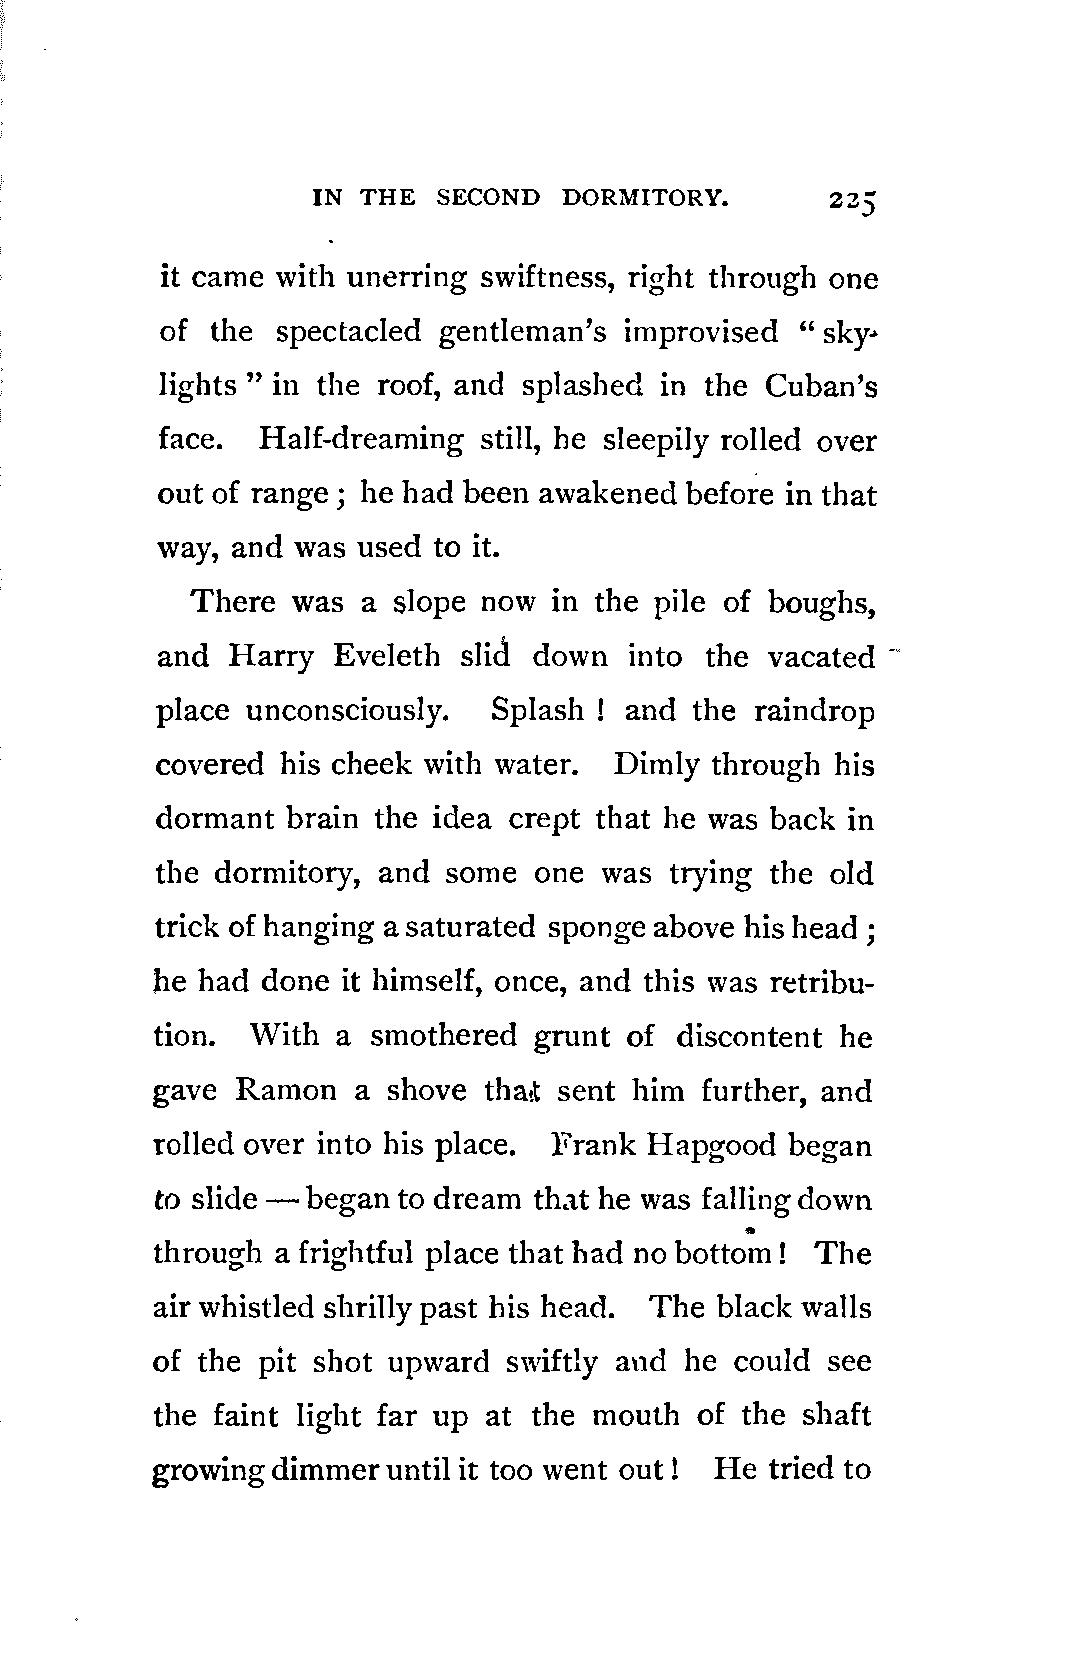 IN THE SECOND DORMITORY. 225
it came with unerring swiftness, right through one
of the spectacled gentleman's improvised “ sky-
lights ” in the roof, and splashed in the Cuban's
face. Half-dreaming still, he sleepily rolled over
out of range ; he had been awakened before in that
way, and was used to it.
There was a slope now in the pile of boughs,
and Harry Eveleth slid down into the vacated
place unconsciously. Splash ! and the raindrop
covered his cheek with water. Dimly through his
dormant brain the idea crept that he was back in
the dormitory, and some one was trying the old
trick of hanging a saturated sponge above his head ;
he had done it himself, once, and this was retribu-
tion. With a smothered grunt of discontent he
gave Ramon a shove that sent him further, and
rolled over into his place. Frank Hapgood began
to slide — began to dream that he was falling down
through a frightful place that had no bottom ! The
air whistled shrilly past his head. The black walls
of the pit shot upward swiftly and he could see
the faint light far up at the mouth of the shaft
growing dimmer until it too went out ! He tried to